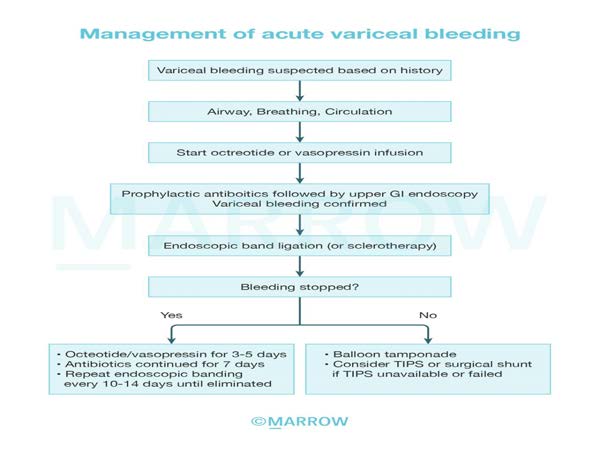 Management of acute variceal bleeding
Variceal bleeding suspected based on history
Airway, Breathing, Circulation
Start octreotide or vasopressin infusion
Prophylactic antiboitics followed by upper GI endoscopy
Variceal bleeding confirmed
Endoscopic band ligation (or sclerotherapy)
Bleeding stopped?
Yes
No
• Octeotide/vasopressin for 3-5 days
• Antibiotics continued for 7 days
• Repeat endoscopic banding
every 10-14 days until eliminated
• Balloon tamponade
• Consider TIPS or surgical shunt
if TIPS unavailable or failed
MARROW
©MARROW